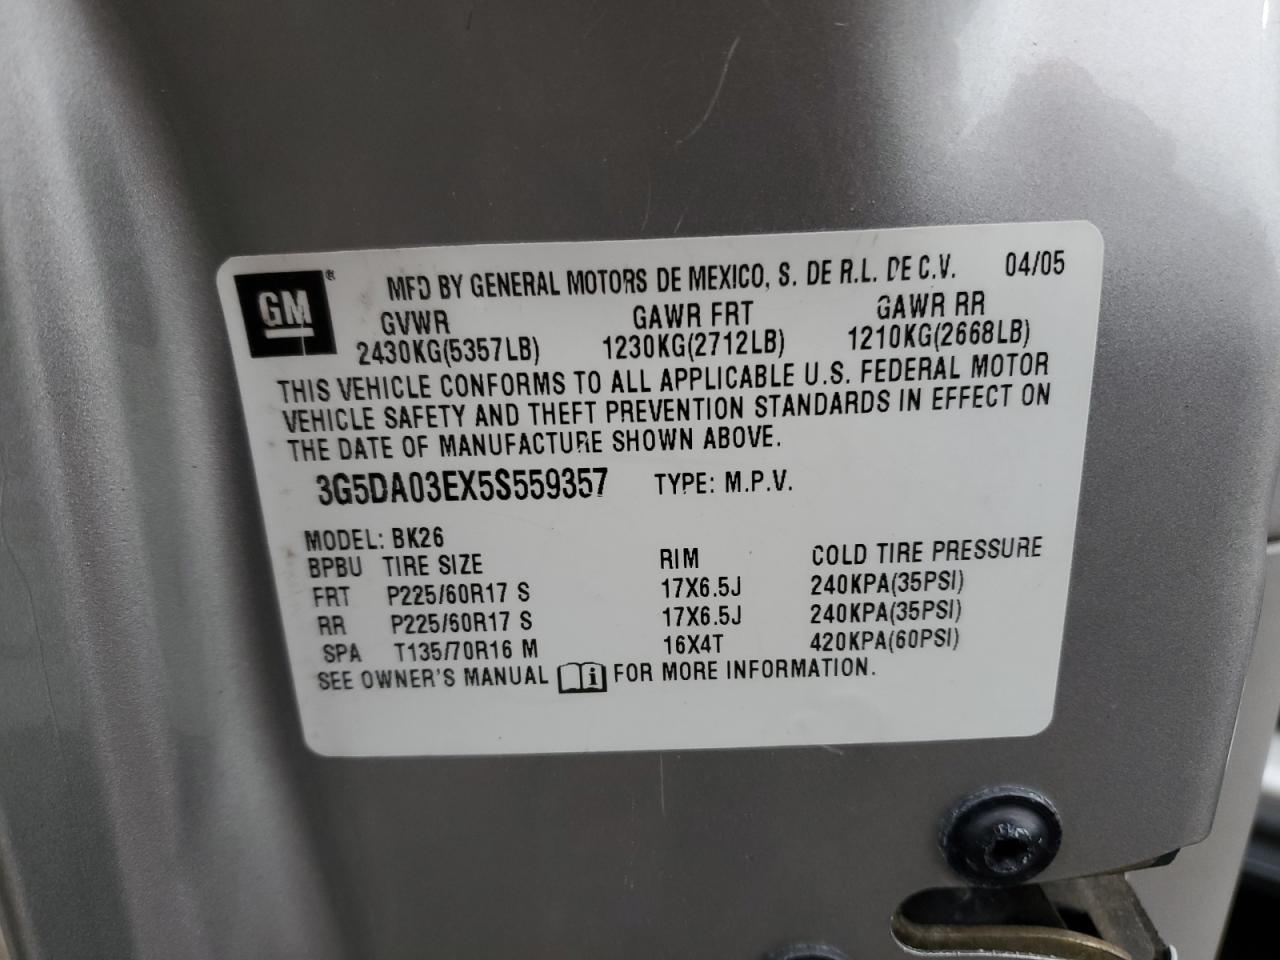 GM ® MFD BY GENERAL MOTORS DE MEXICO, S. DE R.L. DE C.V. 04/05
GVWR GAWR FRT GAWR RR
2430KG(5357LB) 1230KG(2712LB) 1210KG(2668LB)
THIS VEHICLE CONFORMS TO ALL APPLICABLE U.S. FEDERAL MOTOR
VEHICLE SAFETY AND THEFT PREVENTION STANDARDS IN EFFECT ON
THE DATE OF MANUFACTURE SHOWN ABOVE.
3G5DA03EX5S559357 TYPE: M.P.V.
MODEL: BK26
BPBU TIRE SIZE RIM COLD TIRE PRESSURE
FRT P225/60R17 S 17X6.5J 240KPA(35PSI)
RR P225/60R17 S 17X6.5J 240KPA(35PSI)
SPA T135/70R16 M 16X4T 420KPA(60PSI)
SEE OWNER'S MANUAL i FOR MORE INFORMATION.